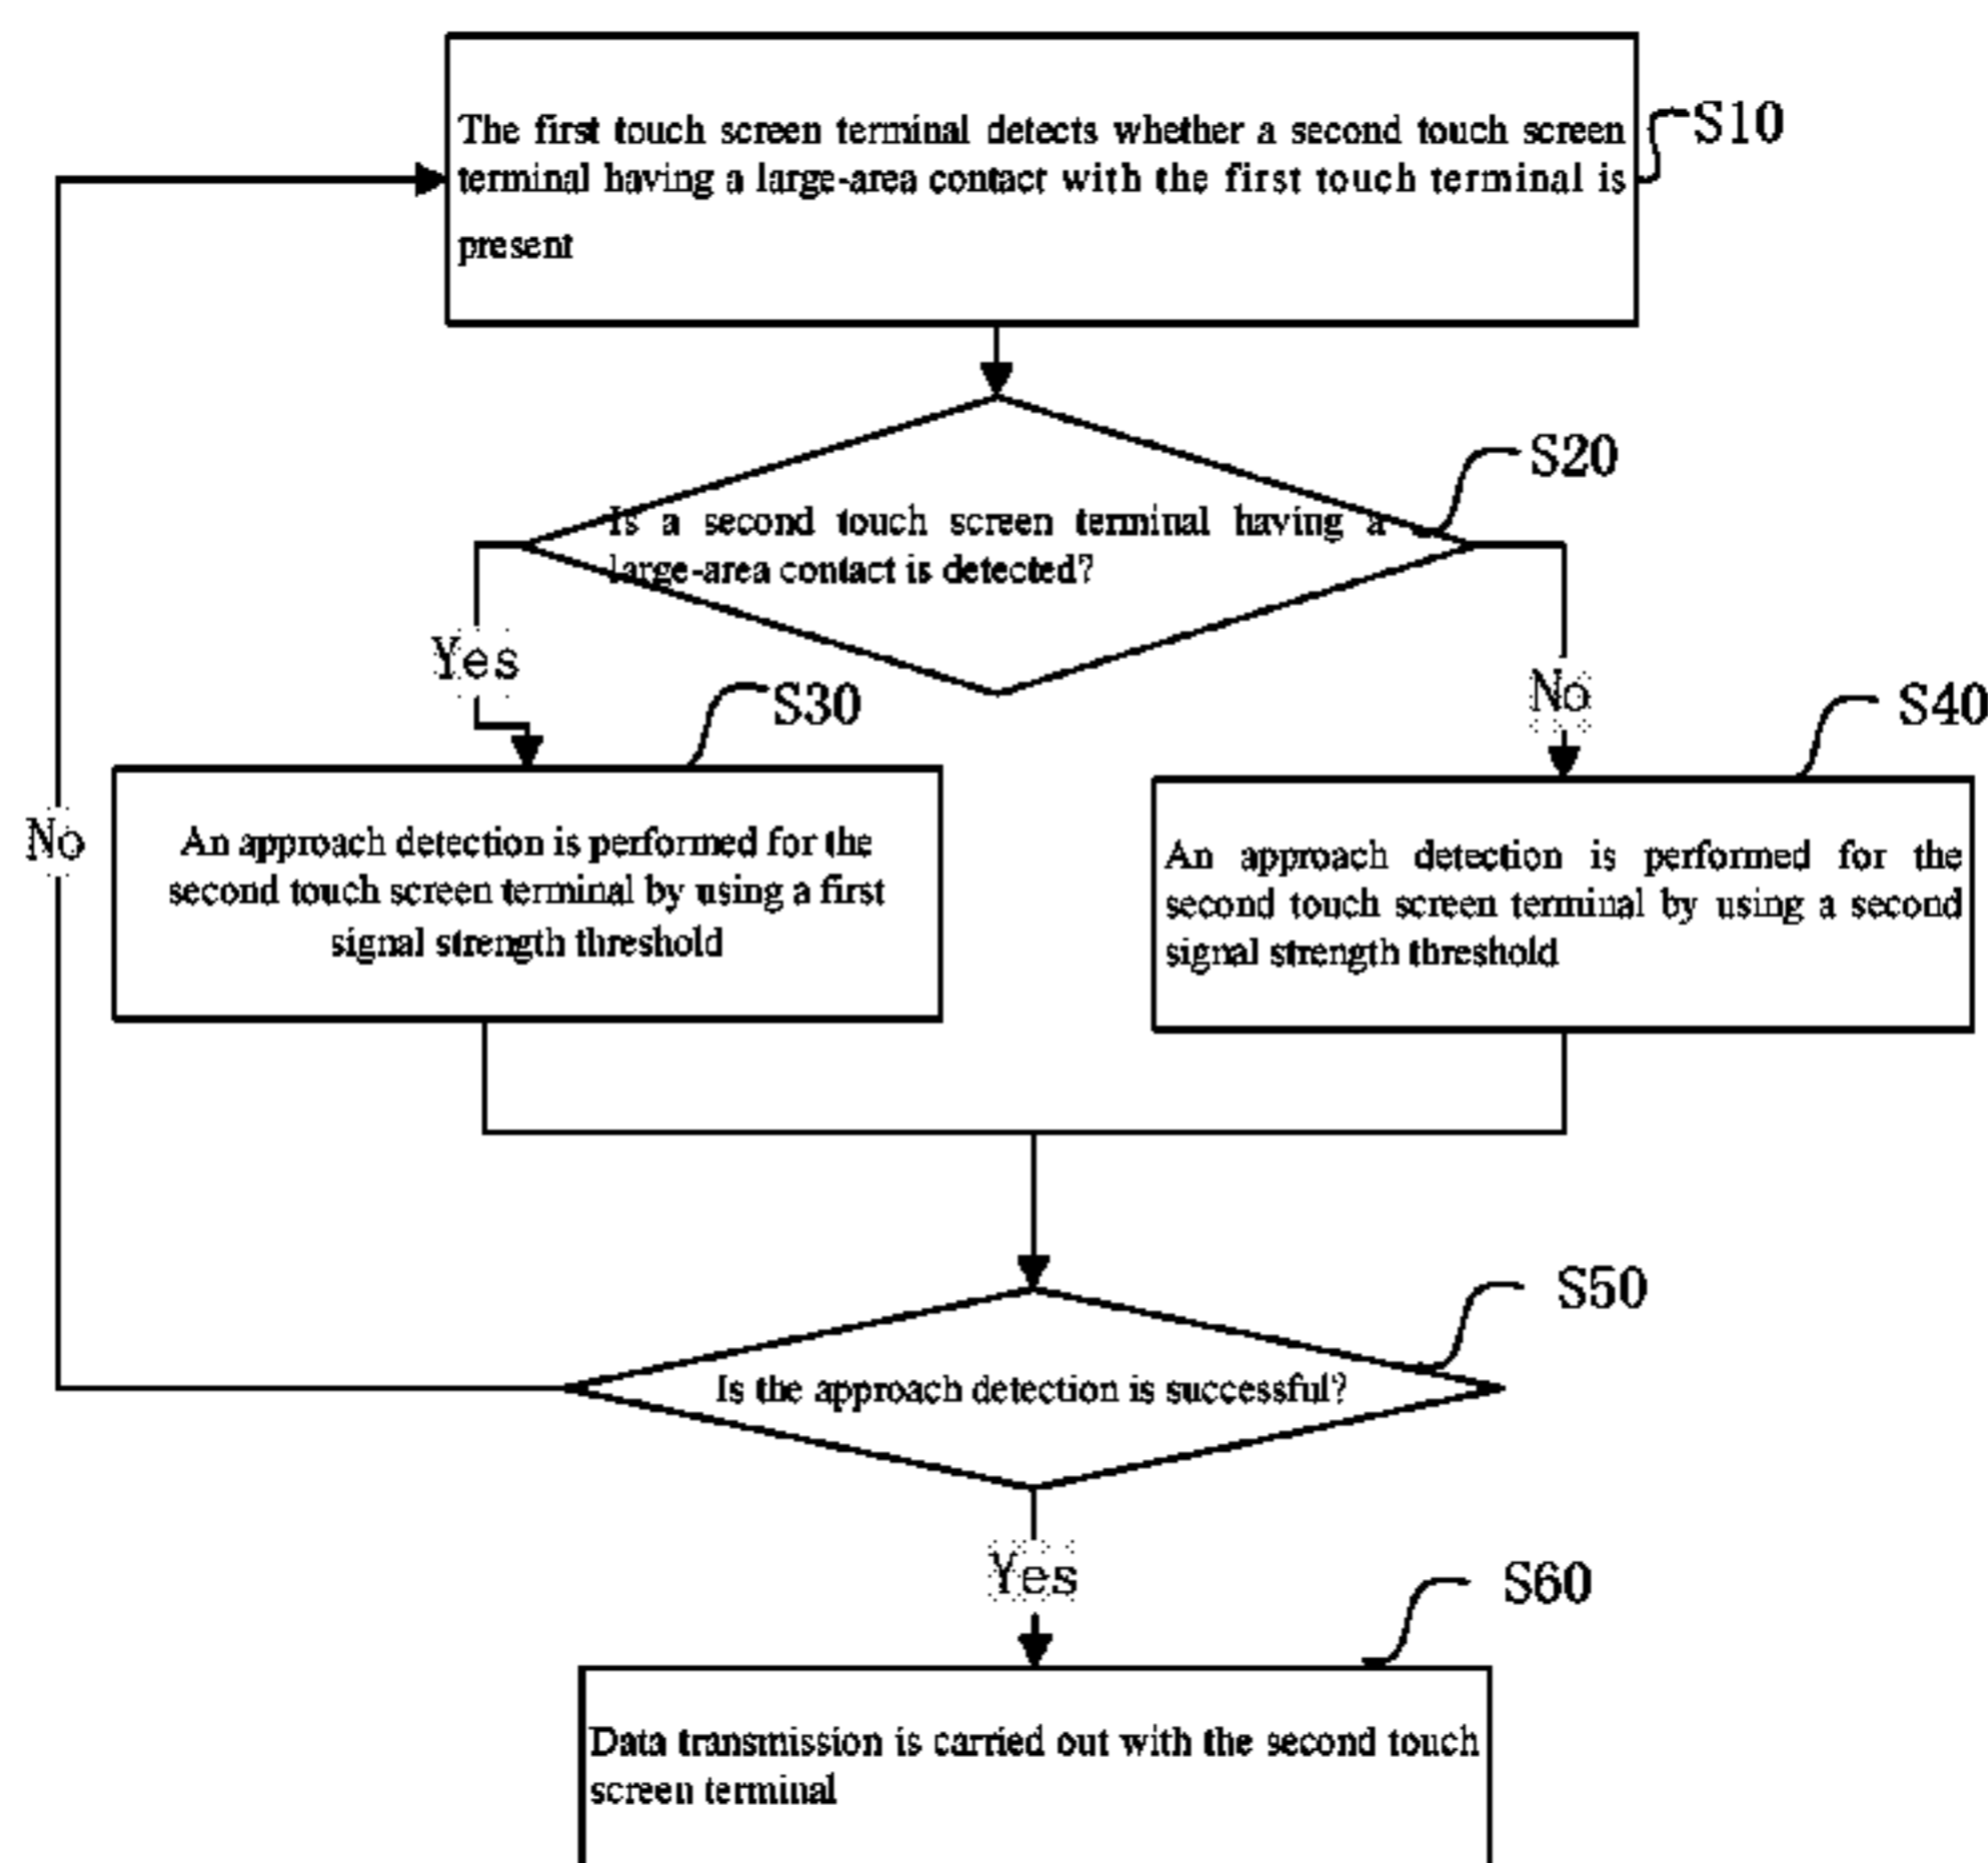 The first touch screen terminal detects whether a second touch screen
terminal having a large-area contact with the first touch terminal is
present
S10
Is a second touch screen terminal having a
large-area contact is detected?
S20
Yes
No
S30
S40
An approach detection is performed for the
second touch screen terminal by using a first
signal strength threshold
An approach detection is performed for the
second touch screen terminal by using a second
signal strength threshold
No
S50
Is the approach detection is successful?
Yes
S60
Data transmission is carried out with the second touch
screen terminal